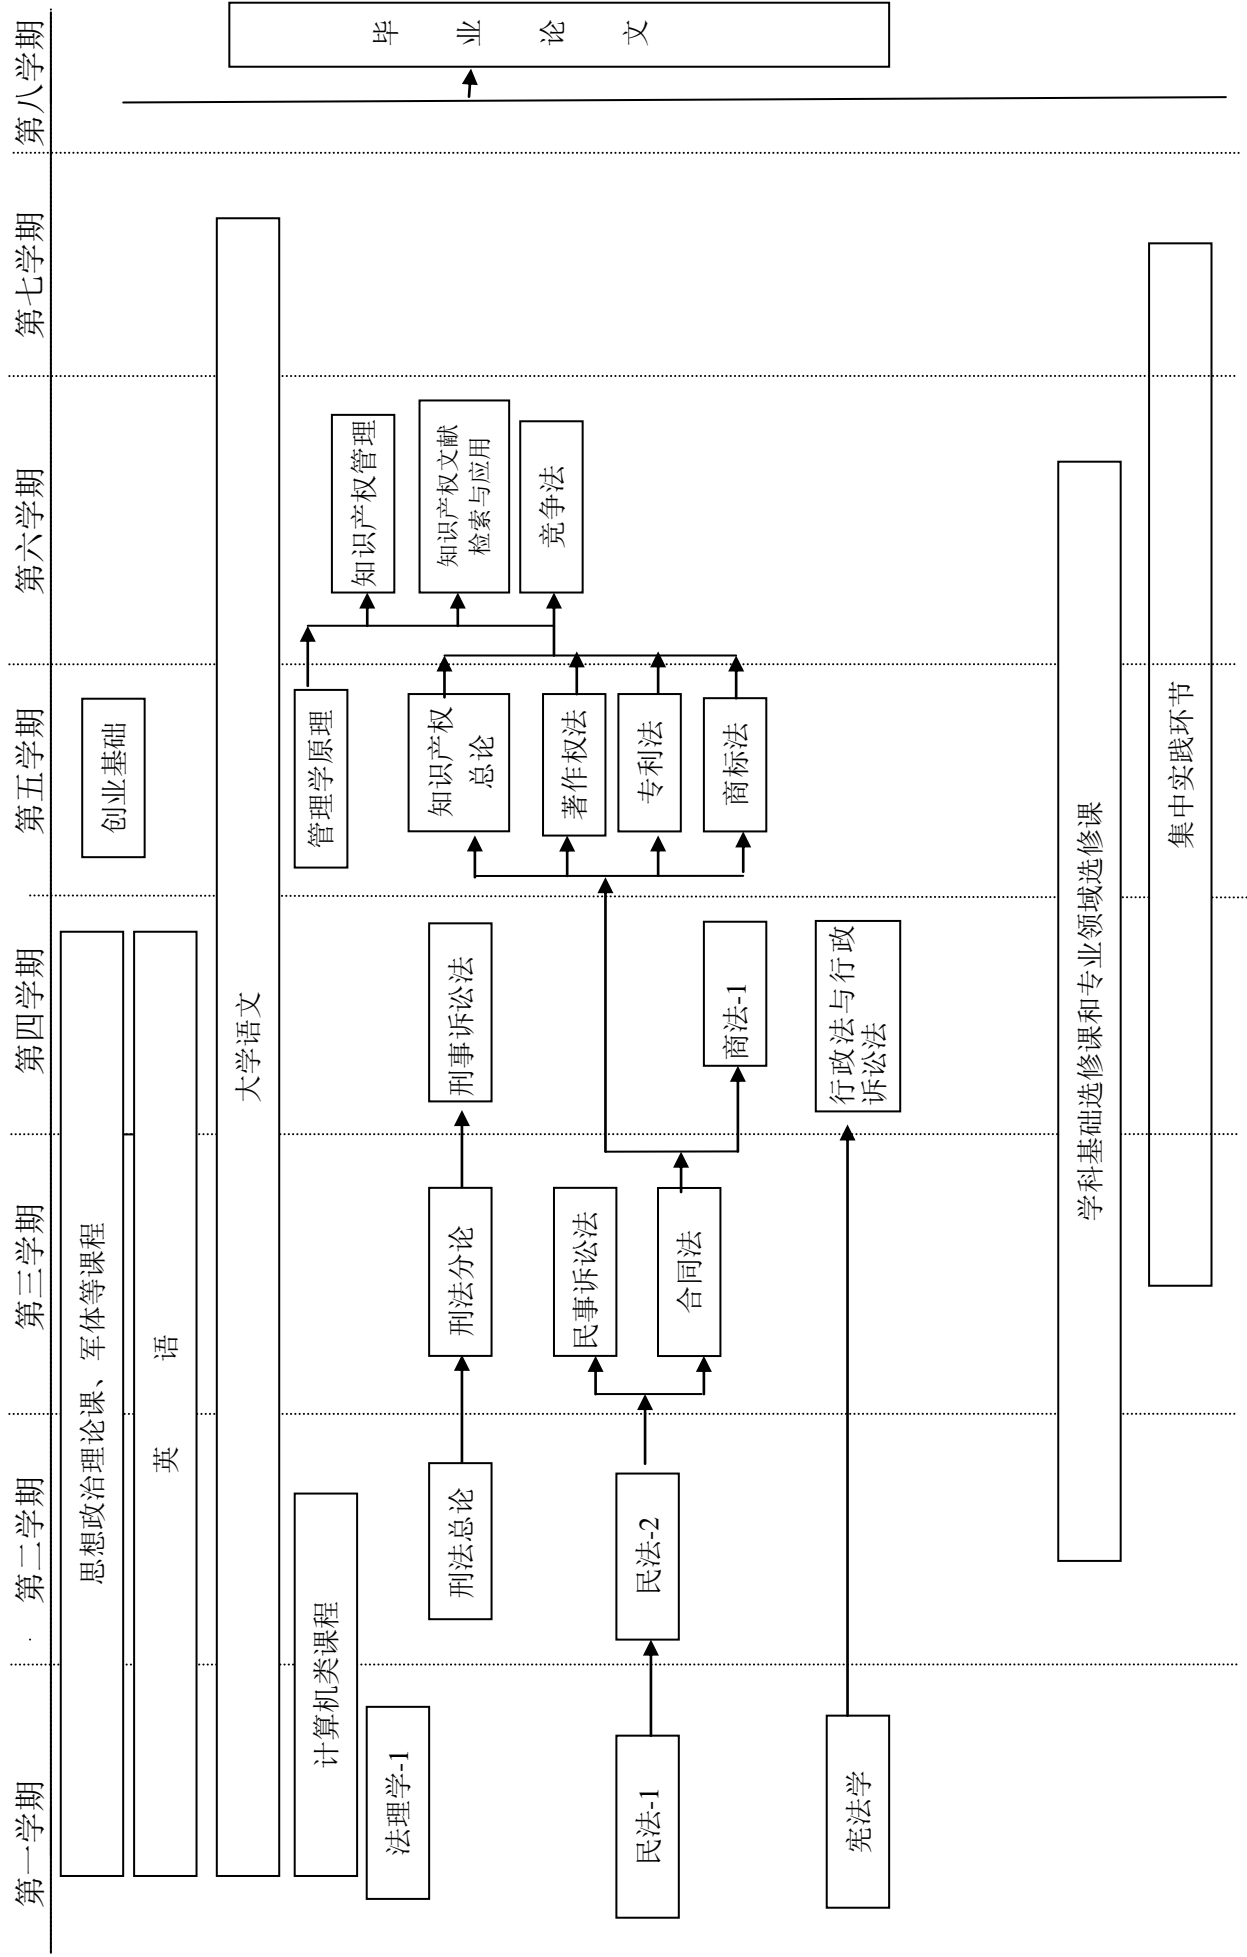 第一学期
第二学期
第三学期
第四学期
第五学期
第六学期
第七学期
第八学期
思想政治理论课、军体等课程
创业基础
英 语
大学语文
计算机类课程
管理学原理
知识产权管理
法理学-1
刑法总论
刑法分论
刑事诉讼法
知识产权
总论
知识产权文献
检索与应用
民事诉讼法
著作权法
竞争法
民法-1
民法-2
合同法
专利法
商法-1
商标法
宪法学
行政法与行政
诉讼法
学科基础选修课和专业领域选修课
集中实践环节
毕 业 论 文